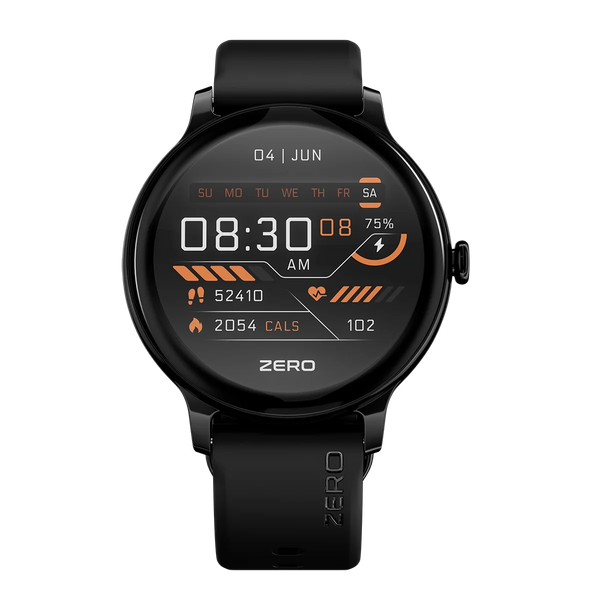 04 | JUN
SU MO TU WE TH FR SA
08:30 08 75%
AM
52410
2054 CALS 102
ZERO
ZERO